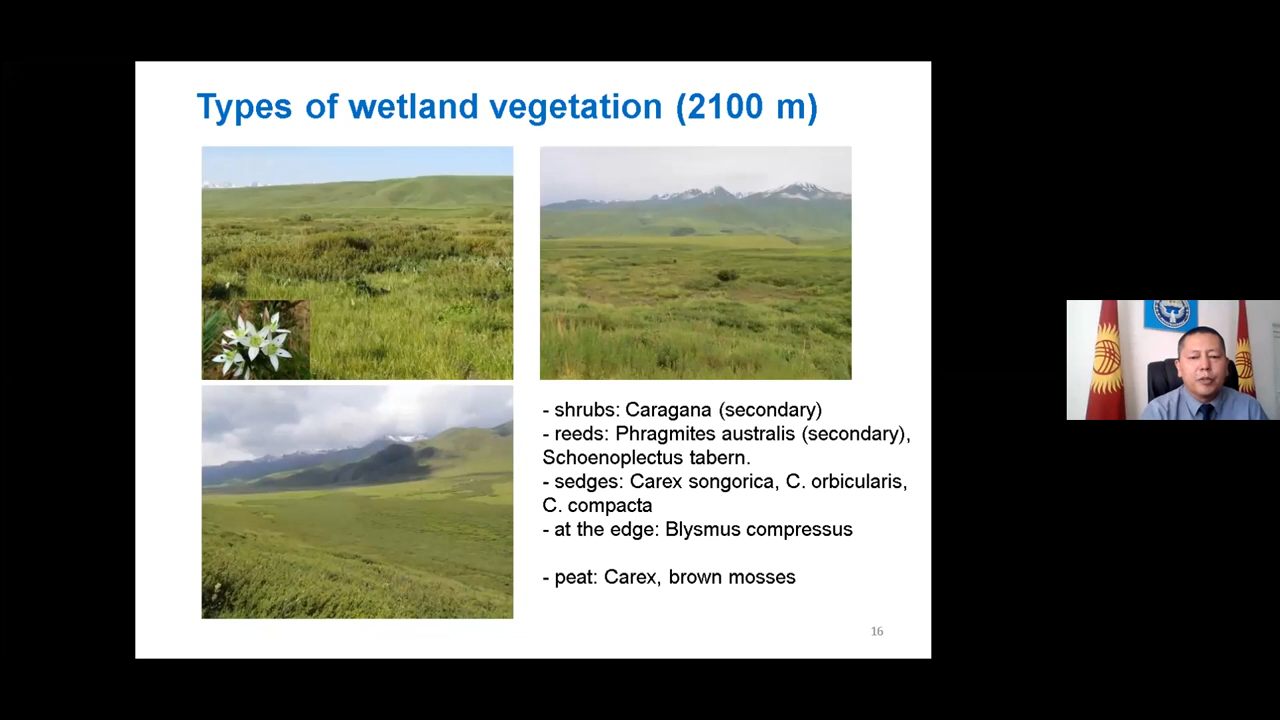 Types of wetland vegetation (2100 m)
- shrubs: Caragana (secondary)
- reeds: Phragmites australis (secondary),
Schoenoplectus tabern.
- sedges: Carex songorica, C. orbicularis,
C. compacta
- at the edge: Blysmus compressus
- peat: Carex, brown mosses
16